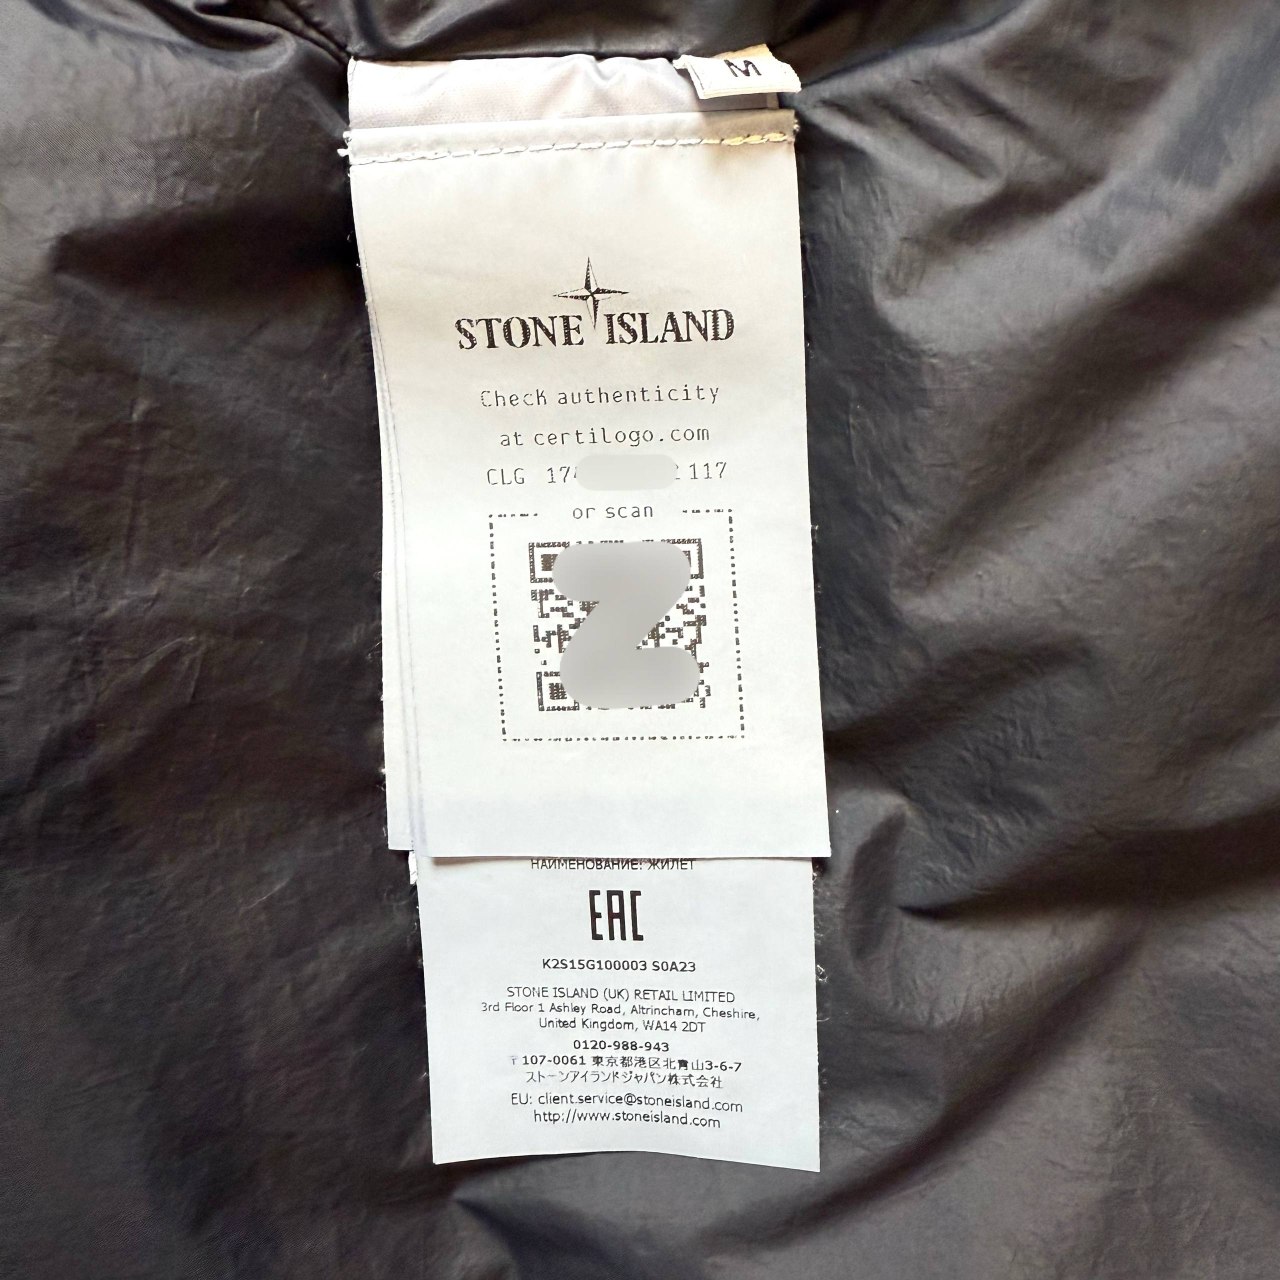 M
STONE ISLAND
Check authenticity
at certilogo.com
CLG 117
or scan
НАИМЕНОВАНИЕ: ЖИЛЕТ
EAC
K2S15G100003 S0A23
STONE ISLAND (UK) RETAIL LIMITED
3rd Floor 1 Ashley Road, Altrincham, Cheshire,
United Kingdom, WA14 2DT
0120-988-943
〒107-0061 東京都港区北青山3-6-7
ストーンアイランドジャパン株式会社
EU: client.service@stoneisland.com
http://www.stoneisland.com